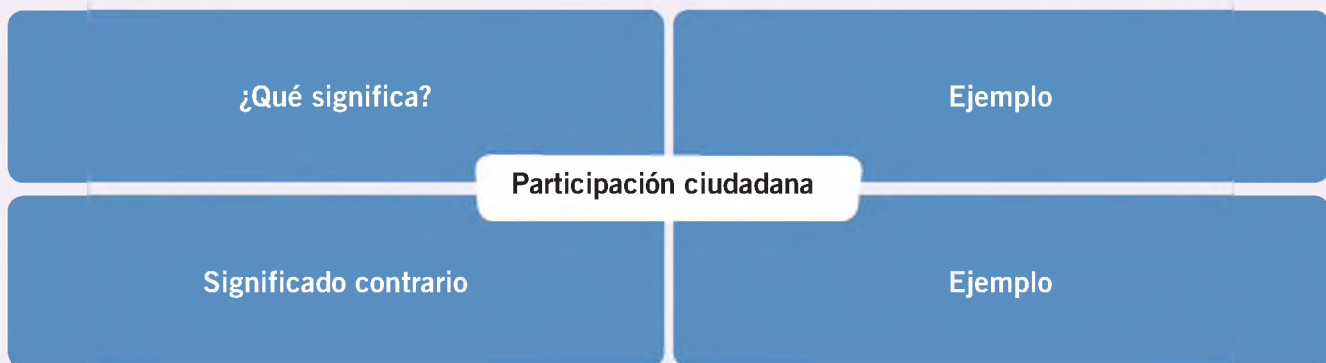 ¿Qué significa?
Ejemplo
Participación ciudadana
Significado contrario
Ejemplo